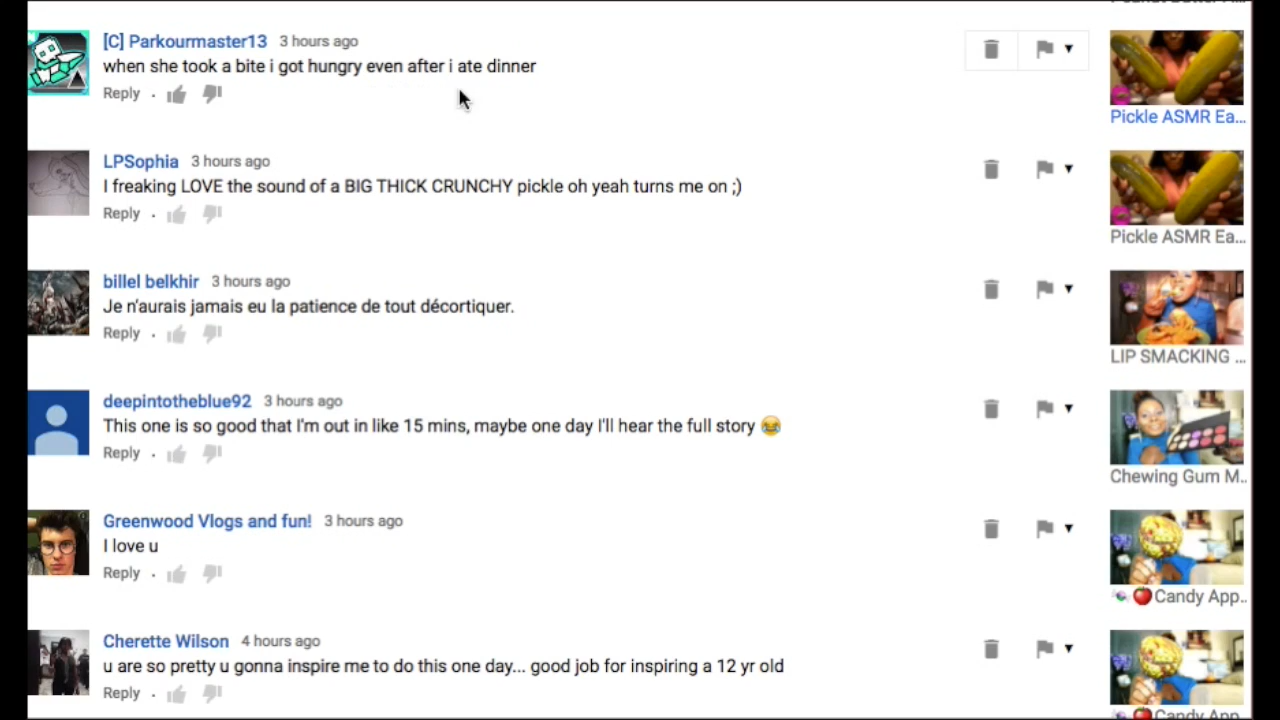 [C] Parkourmaster13 3 hours ago
when she took a bite i got hungry even after i ate dinner
Reply .
Pickle ASMR Ea...
LPSophia 3 hours ago
I freaking LOVE the sound of a BIG THICK CRUNCHY pickle oh yeah turns me on ;)
Reply .
Pickle ASMR Ea...
billel belkhir 3 hours ago
Je n'aurais jamais eu la patience de tout décortiquer.
Reply .
LIP SMACKING ...
deepintotheblue92 3 hours ago
This one is so good that I'm out in like 15 mins, maybe one day I'll hear the full story 😂
Reply .
Chewing Gum M..
Greenwood Vlogs and fun! 3 hours ago
I love u
Reply .
🍬 🍎Candy App..
Cherette Wilson 4 hours ago
u are so pretty u gonna inspire me to do this one day... good job for inspiring a 12 yr old
Reply .